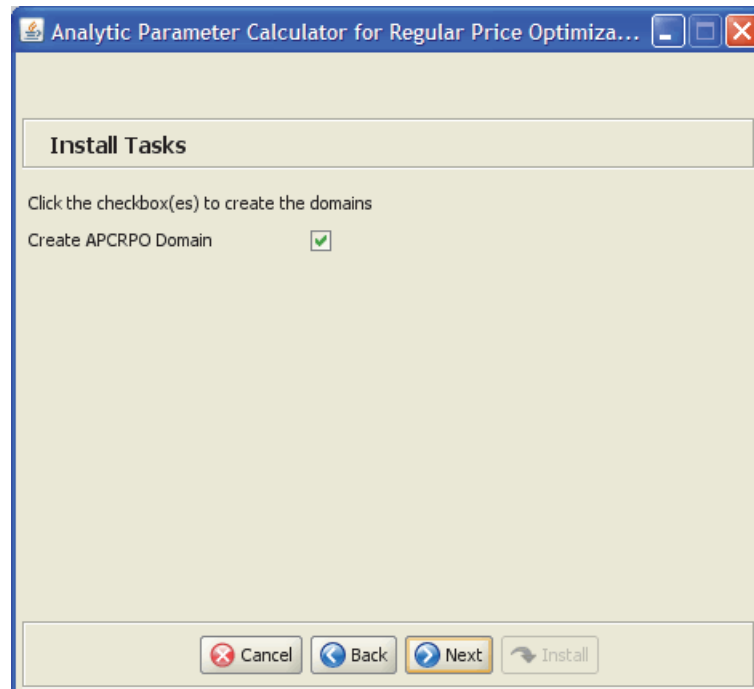 Analytic Parameter Calculator for Regular Price Optimiza...
Install Tasks
Click the checkbox(es) to create the domains
Create APCRPO Domain
Cancel Back Next Install